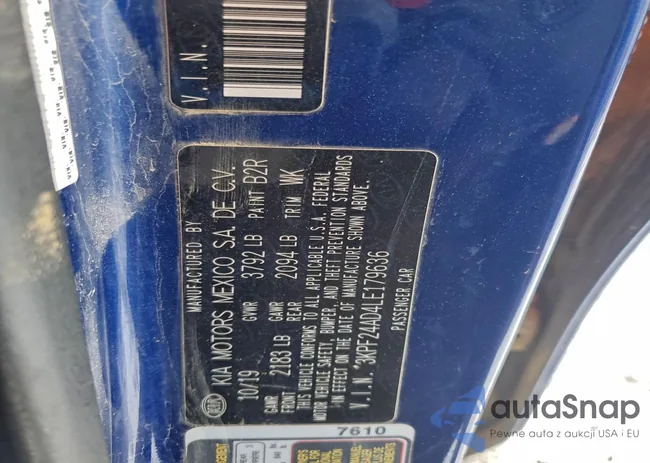 V.I.N.
MANUFACTURED BY
KIA MOTORS MEXICO S.A. DE C.V.
10/19 GVWR 3792 LB PAINT D2R
GAWR FRONT 2183 LB GAWR REAR 2094 LB TRIM WK
THIS VEHICLE CONFORMS TO ALL APPLICABLE U.S.A. FEDERAL
MOTOR VEHICLE SAFETY, BUMPER, AND THEFT PREVENTION STANDARDS
IN EFFECT ON THE DATE OF MANUFACTURE SHOWN ABOVE.
V.I.N. *3KPF24AD4LE179636
PASSENGER CAR
7610
autaSnap
Pewne auta z aukcji USA i EU